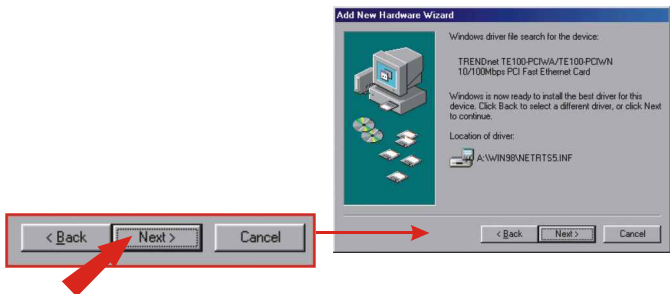 Add New Hardware Wizard
Windows driver file search for the device:
TRENDnet TE100-PCIWA/TE100-PCIWN
10/100Mbps PCI Fast Ethernet Card
Windows is now ready to install the best driver for this
device. Click Back to select a different driver, or click Next
to continue.
Location of driver:
A:\WIN98\NETRTS5.INF
< Back Next > Cancel
< Back Next > Cancel